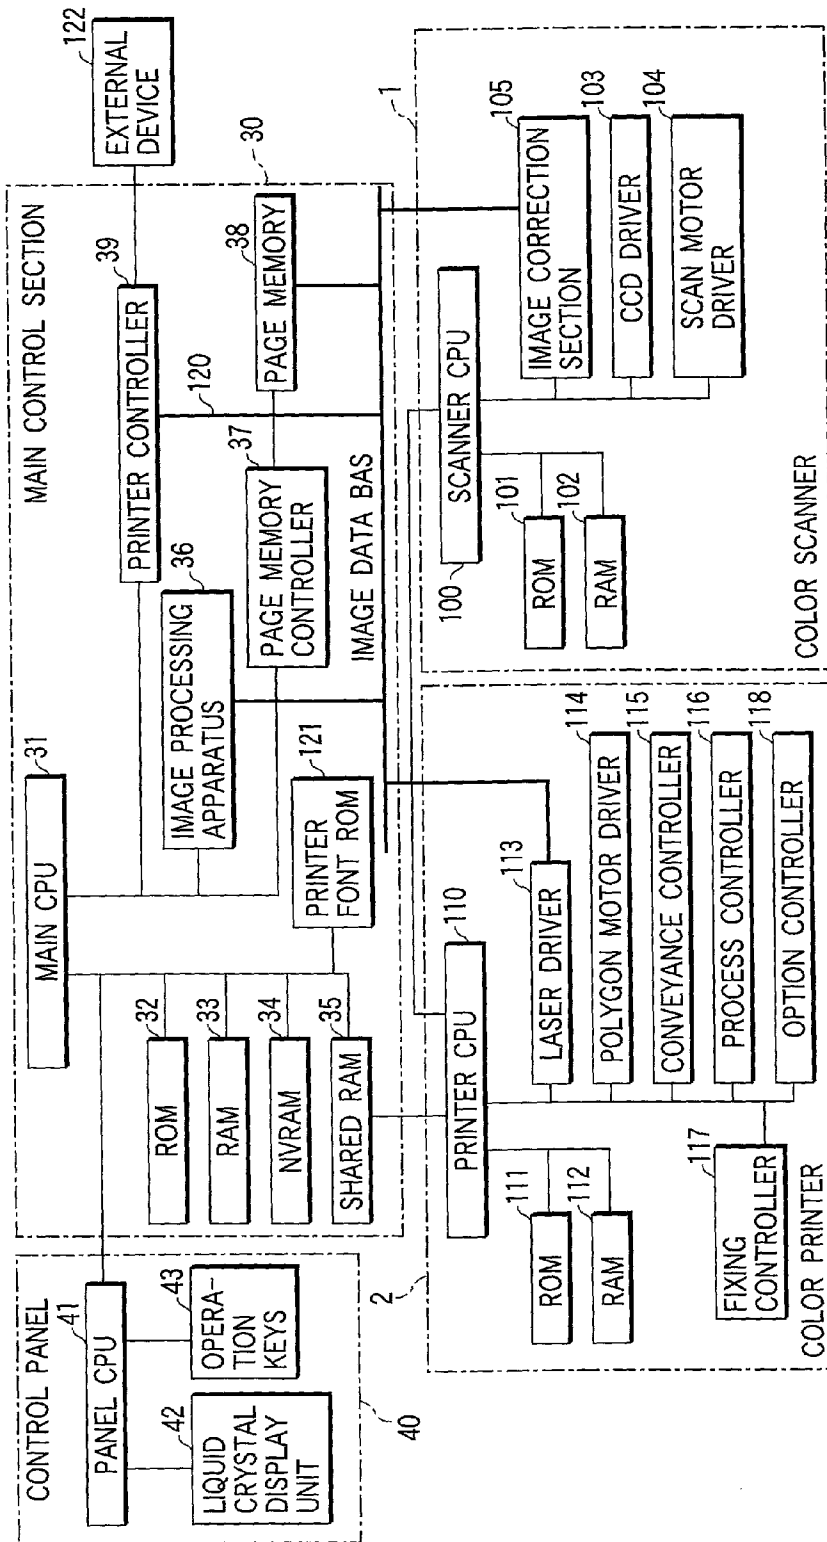 CONTROL PANEL
41
PANEL CPU
42
LIQUID
CRYSTAL
DISPLAY
UNIT
43
OPERA-
TION
KEYS
40
MAIN CONTROL SECTION
31
MAIN CPU
32
ROM
33
RAM
34
NVRAM
35
SHARED RAM
121
PRINTER
FONT ROM
36
IMAGE PROCESSING
APPARATUS
37
PAGE MEMORY
CONTROLLER
38
PAGE MEMORY
39
PRINTER CONTROLLER
120
IMAGE DATA BAS
30
122
EXTERNAL
DEVICE
2
110
PRINTER CPU
111
ROM
112
RAM
113
LASER DRIVER
114
POLYGON MOTOR DRIVER
115
CONVEYANCE CONTROLLER
116
PROCESS CONTROLLER
118
OPTION CONTROLLER
117
FIXING
CONTROLLER
COLOR PRINTER
1
100
SCANNER CPU
101
ROM
102
RAM
105
IMAGE CORRECTION
SECTION
103
CCD DRIVER
104
SCAN MOTOR
DRIVER
COLOR SCANNER